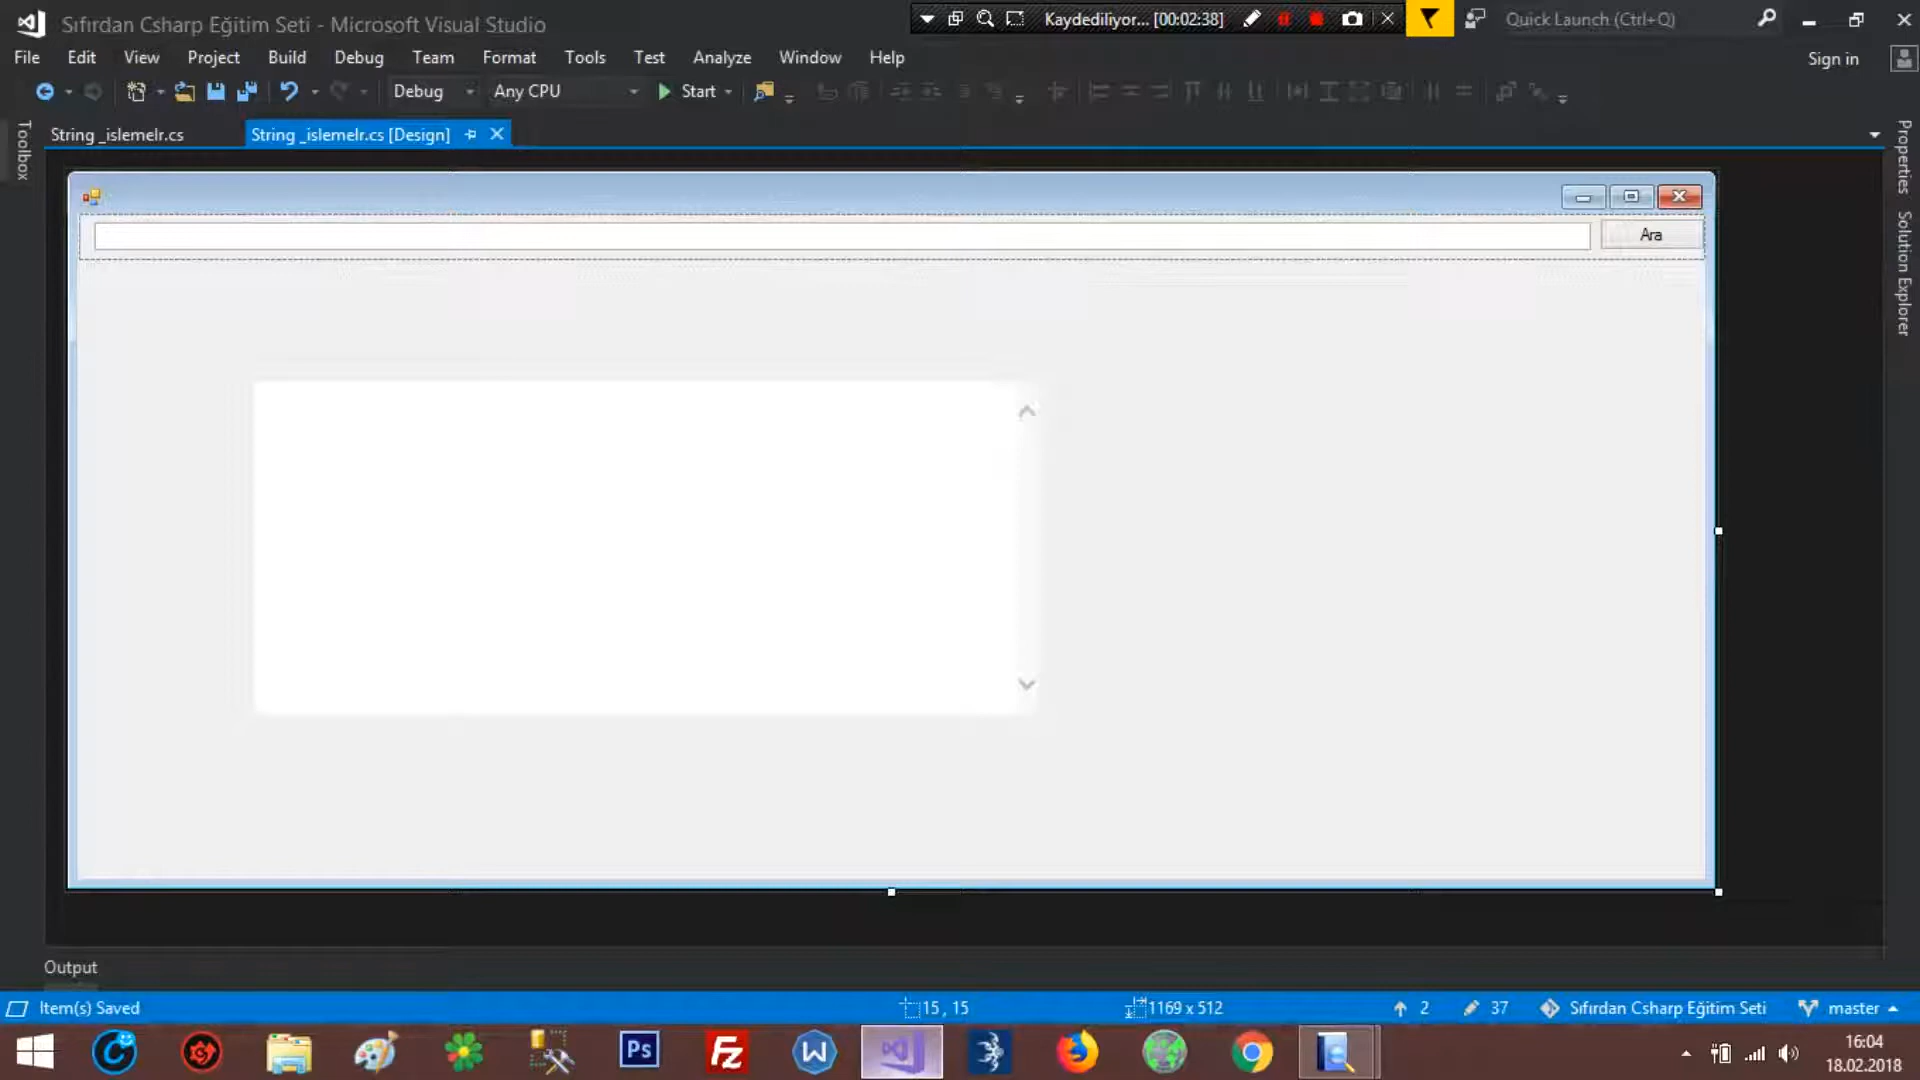 Sıfırdan Csharp Eğitim Seti - Microsoft Visual Studio
Kaydediliyor... [00:02:38]
Quick Launch (Ctrl+Q)
File Edit View Project Build Debug Team Format Tools Test Analyze Window Help
Sign in
Debug Any CPU Start
Toolbox
String _islemelr.cs
String _islemelr.cs [Design]
Properties
Solution Explorer
Ara
Output
Item(s) Saved
15 , 15
1169 x 512
2
37
Sıfırdan Csharp Eğitim Seti
master
Ps
FZ
W
16:04
18.02.2018